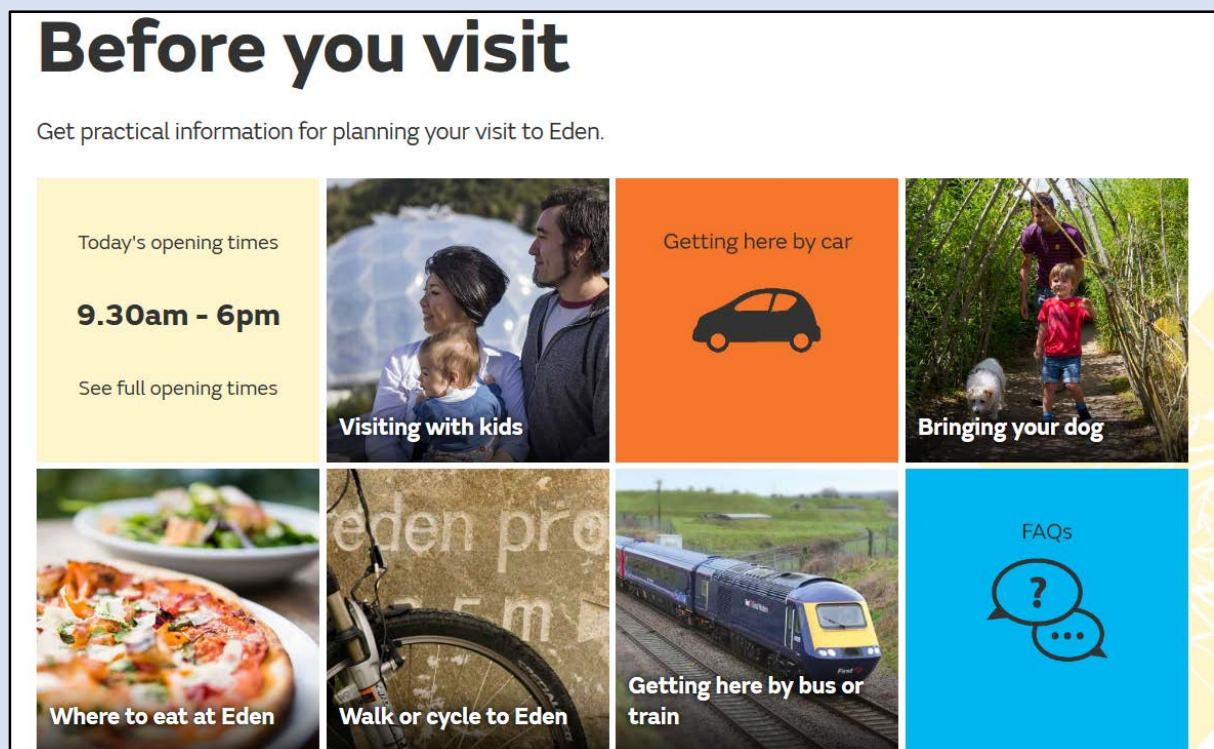 Before you visit
Get practical information for planning your visit to Eden.
Today's opening times
9.30am - 6pm
See full opening times
Visiting with kids
Getting here by car
Bringing your dog
Where to eat at Eden
eden pro
Walk or cycle to Eden
First
Getting here by bus or
train
FAQs
?
...